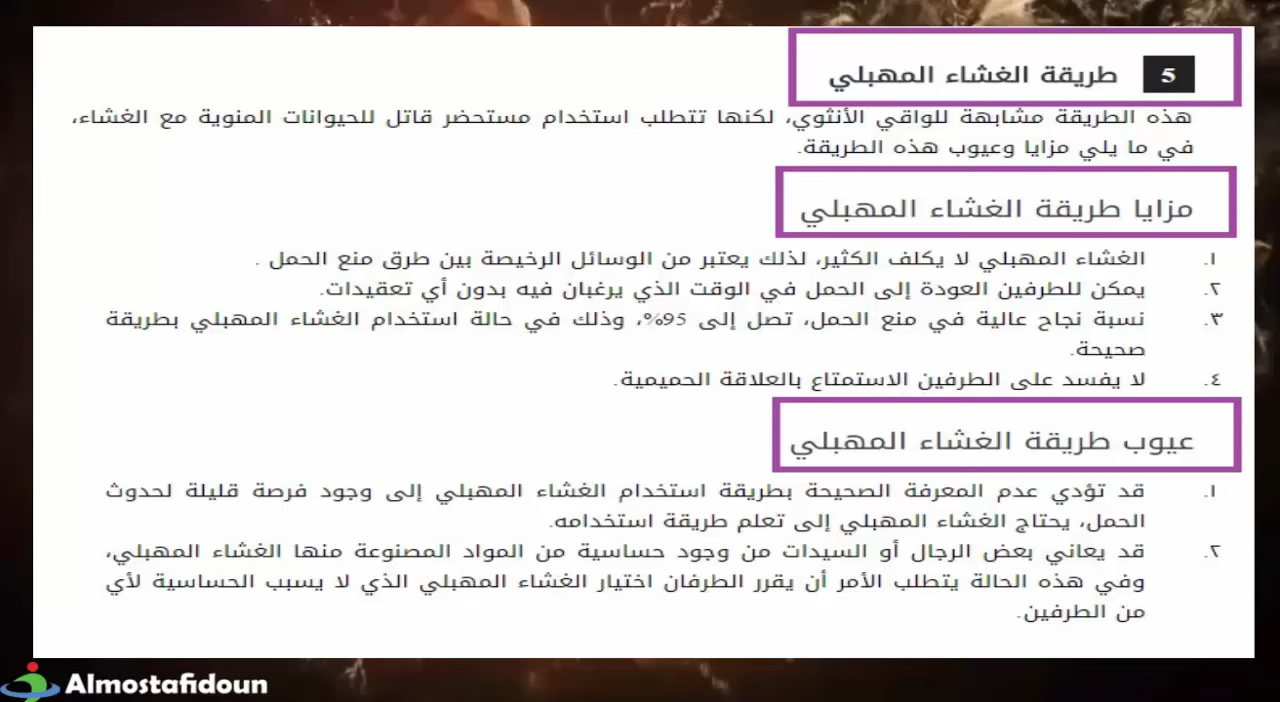 5 طريقة الغشاء المهبلي
هذه الطريقة مشابهة للواقي الأنثوي، لكنها تتطلب استخدام مستحضر قاتل للحيوانات المنوية مع الغشاء،
في ما يلي مزايا وعيوب هذه الطريقة.
مزايا طريقة الغشاء المهبلي
١. الغشاء المهبلي لا يكلف الكثير، لذلك يعتبر من الوسائل الرخيصة بين طرق منع الحمل .
٢. يمكن للطرفين العودة إلى الحمل في الوقت الذي يرغبان فيه بدون أي تعقيدات.
٣. نسبة نجاح عالية في منع الحمل، تصل إلى 95%، وذلك في حالة استخدام الغشاء المهبلي بطريقة
صحيحة.
٤. لا يفسد على الطرفين الاستمتاع بالعلاقة الحميمية.
عيوب طريقة الغشاء المهبلي
١. قد تؤدي عدم المعرفة الصحيحة بطريقة استخدام الغشاء المهبلي إلى وجود فرصة قليلة لحدوث
الحمل، يحتاج الغشاء المهبلي إلى تعلم طريقة استخدامه.
٢. قد يعاني بعض الرجال أو السيدات من وجود حساسية من المواد المصنوعة منها الغشاء المهبلي،
وفي هذه الحالة يتطلب الأمر أن يقرر الطرفان اختيار الغشاء المهبلي الذي لا يسبب الحساسية لأي
من الطرفين.
Almostafidoun